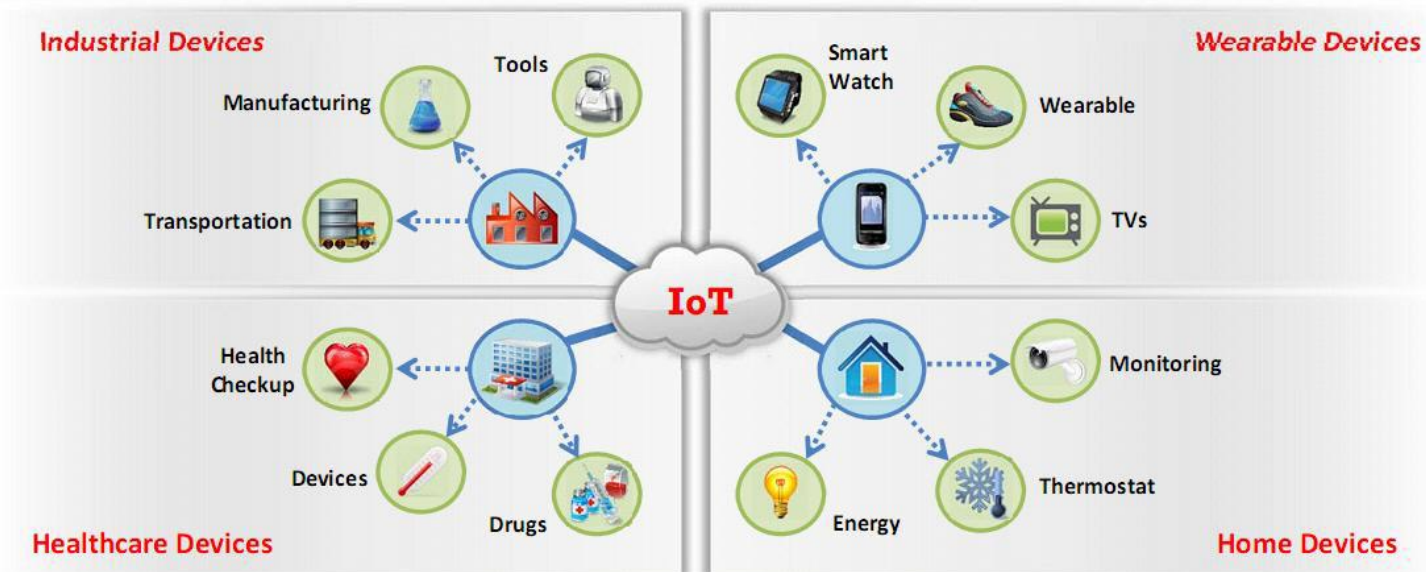 Industrial Devices
Tools
Manufacturing
Transportation
Wearable Devices
Smart
Watch
Wearable
TVs
IoT
Health
Checkup
Devices
Drugs
Healthcare Devices
Monitoring
Thermostat
Energy
Home Devices